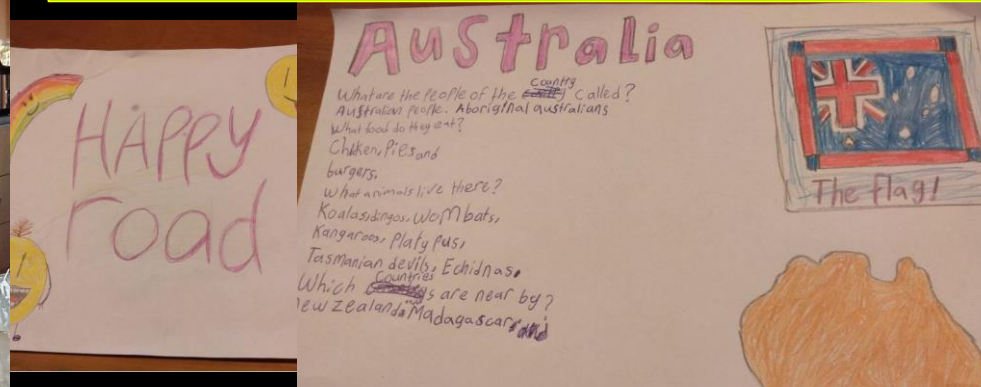 HAPPY
road
Australia
What are the people of the country called?
Australian people. Aboriginal australians
What food do they eat?
Chicken, Pies and
burgers.
What animals live there?
Koalas, dingos, Wombats,
Kangaroos, Platypus,
Tasmanian devils, Echidnas.
Which Countries are near by?
new zealand, Madagascar, and
The flag!